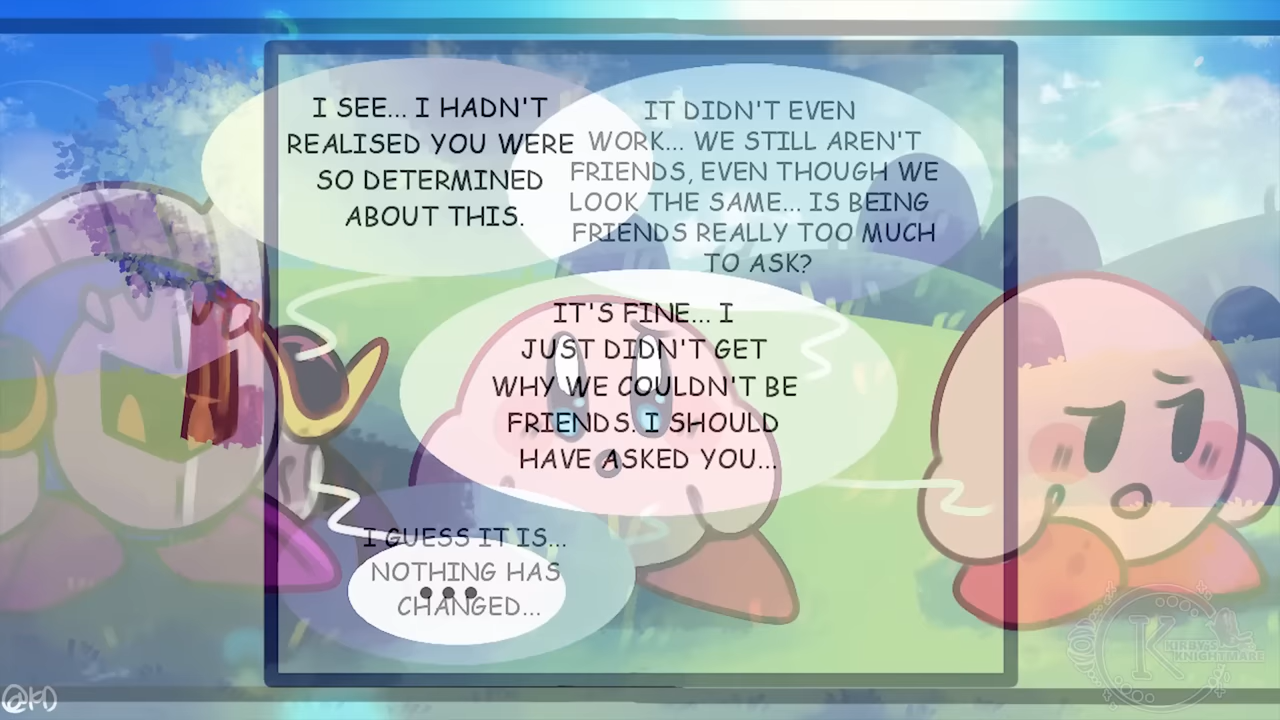 I SEE... I HADN'T
REALISED YOU WERE
SO DETERMINED
ABOUT THIS.
IT DIDN'T EVEN
WORK... WE STILL AREN'T
FRIENDS, EVEN THOUGH WE
LOOK THE SAME... IS BEING
FRIENDS REALLY TOO MUCH
TO ASK?
IT'S FINE... I
JUST DIDN'T GET
WHY WE COULDN'T BE
FRIENDS. I SHOULD
HAVE ASKED YOU...
I GUESS IT IS...
NOTHING HAS
CHANGED...
...
K
KIRBY'S
KNIGHTMARE